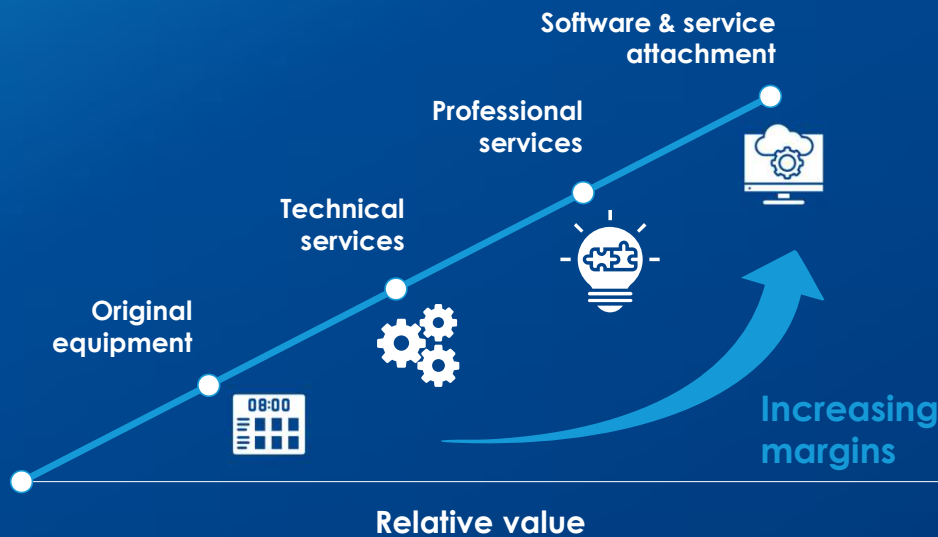 Software & service
attachment
Professional
services
Technical
services
Original
equipment
08:00
Increasing
margins
Relative value